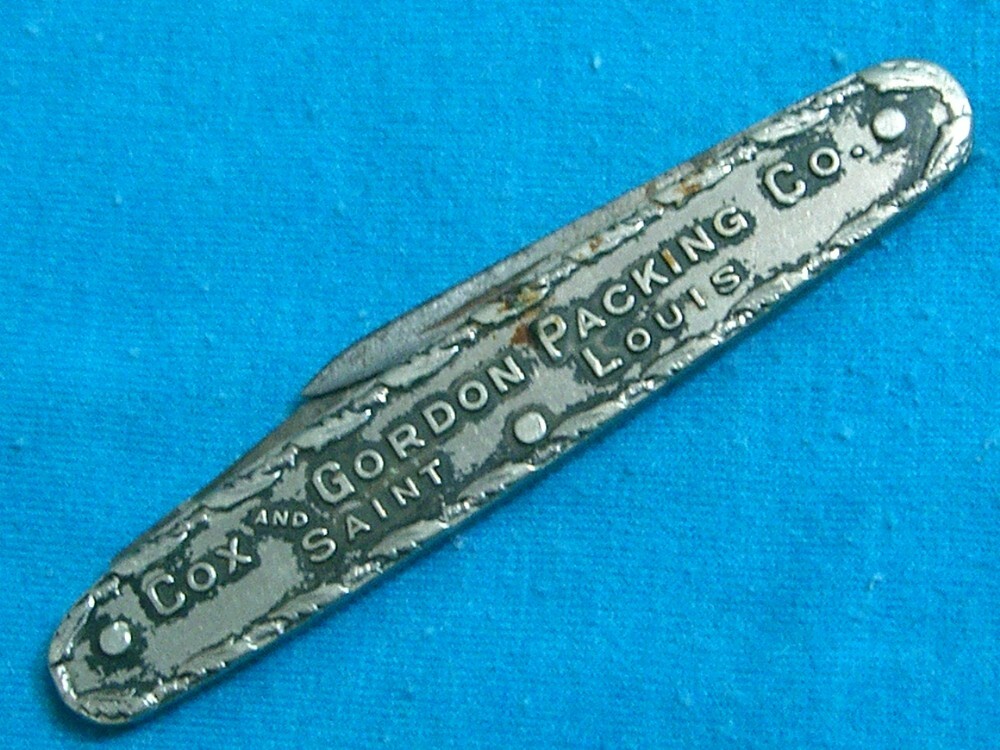 COX AND GORDON PACKING CO.
SAINT LOUIS